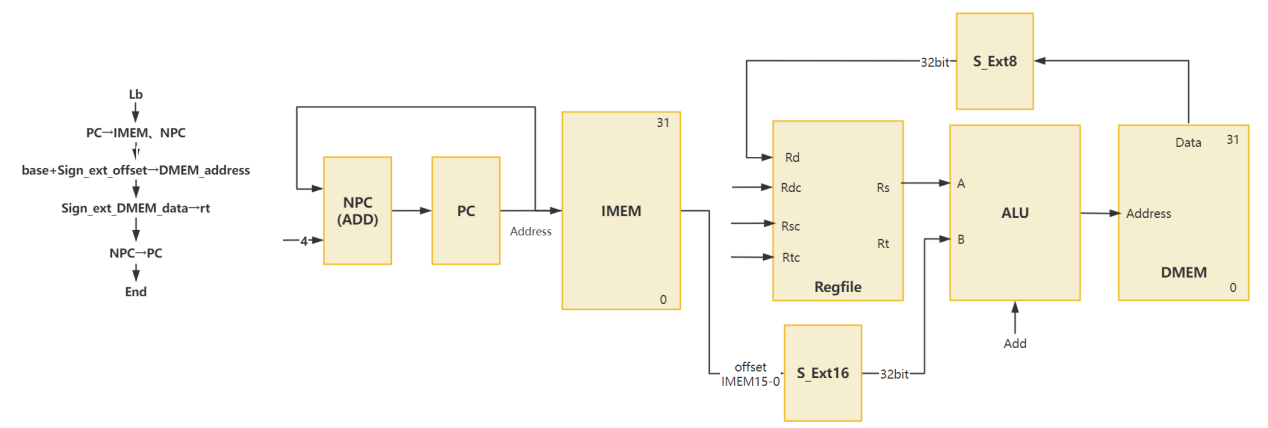 Lb
PC→IMEM、NPC
base+Sign_ext_offset→DMEM_address
Sign_ext_DMEM_data→rt
NPC→PC
End
4
NPC
(ADD)
PC
Address
31
IMEM
0
offset
IMEM15-0
S_Ext16
32bit
32bit
S_Ext8
Rd
Rdc
Rsc
Rtc
Rs
Rt
Regfile
A
B
ALU
Add
Data
31
Address
DMEM
0